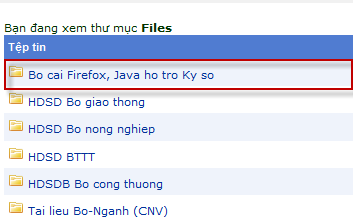 Bạn đang xem thư mục Files
Tệp tin
Bo cai Firefox, Java ho tro Ky so
HDSD Bo giao thong
HDSD Bo nong nghiep
HDSD BTTT
HDSDB Bo cong thuong
Tai lieu Bo-Nganh (CNV)